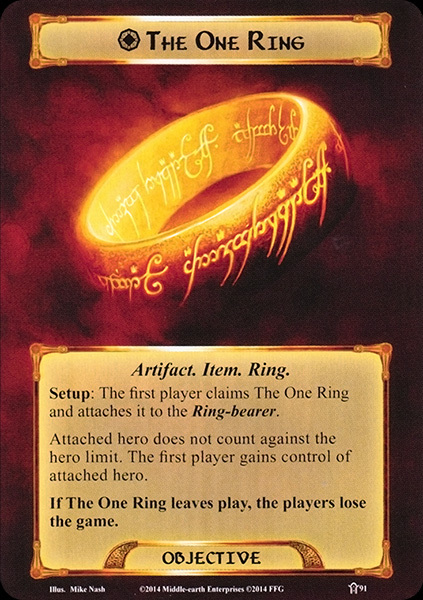 The One Ring
Artifact. Item. Ring.
Setup: The first player claims The One Ring
and attaches it to the Ring-bearer.
Attached hero does not count against the
hero limit. The first player gains control of
attached hero.
If The One Ring leaves play, the players lose
the game.
OBJECTIVE
Illus. Mike Nash ©2014 Middle-earth Enterprises ©2014 FFG 91